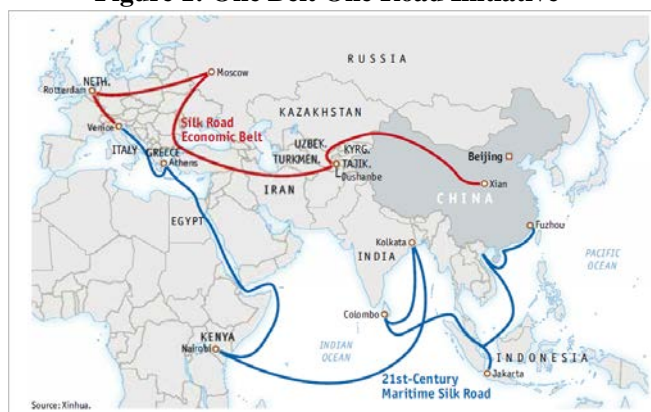 Figure 1: One Belt One Road Initiative
RUSSIA
Moscow
NETH.
Rotterdam
KAZAKHSTAN
Silk Road
Economic Belt
Venice
UZBEK.
KYRG.
ITALY
GREECE
TURKMEN.
TAJIK.
Beijing
Athens
Dushanbe
Xian
IRAN
CHINA
EGYPT
Fuzhou
Kolkata
INDIA
PACIFIC
OCEAN
Colombo
KENYA
Nairobi
INDIAN
OCEAN
INDONESIA
Jakarta
21st-Century
Maritime Silk Road
Source: Xinhua.